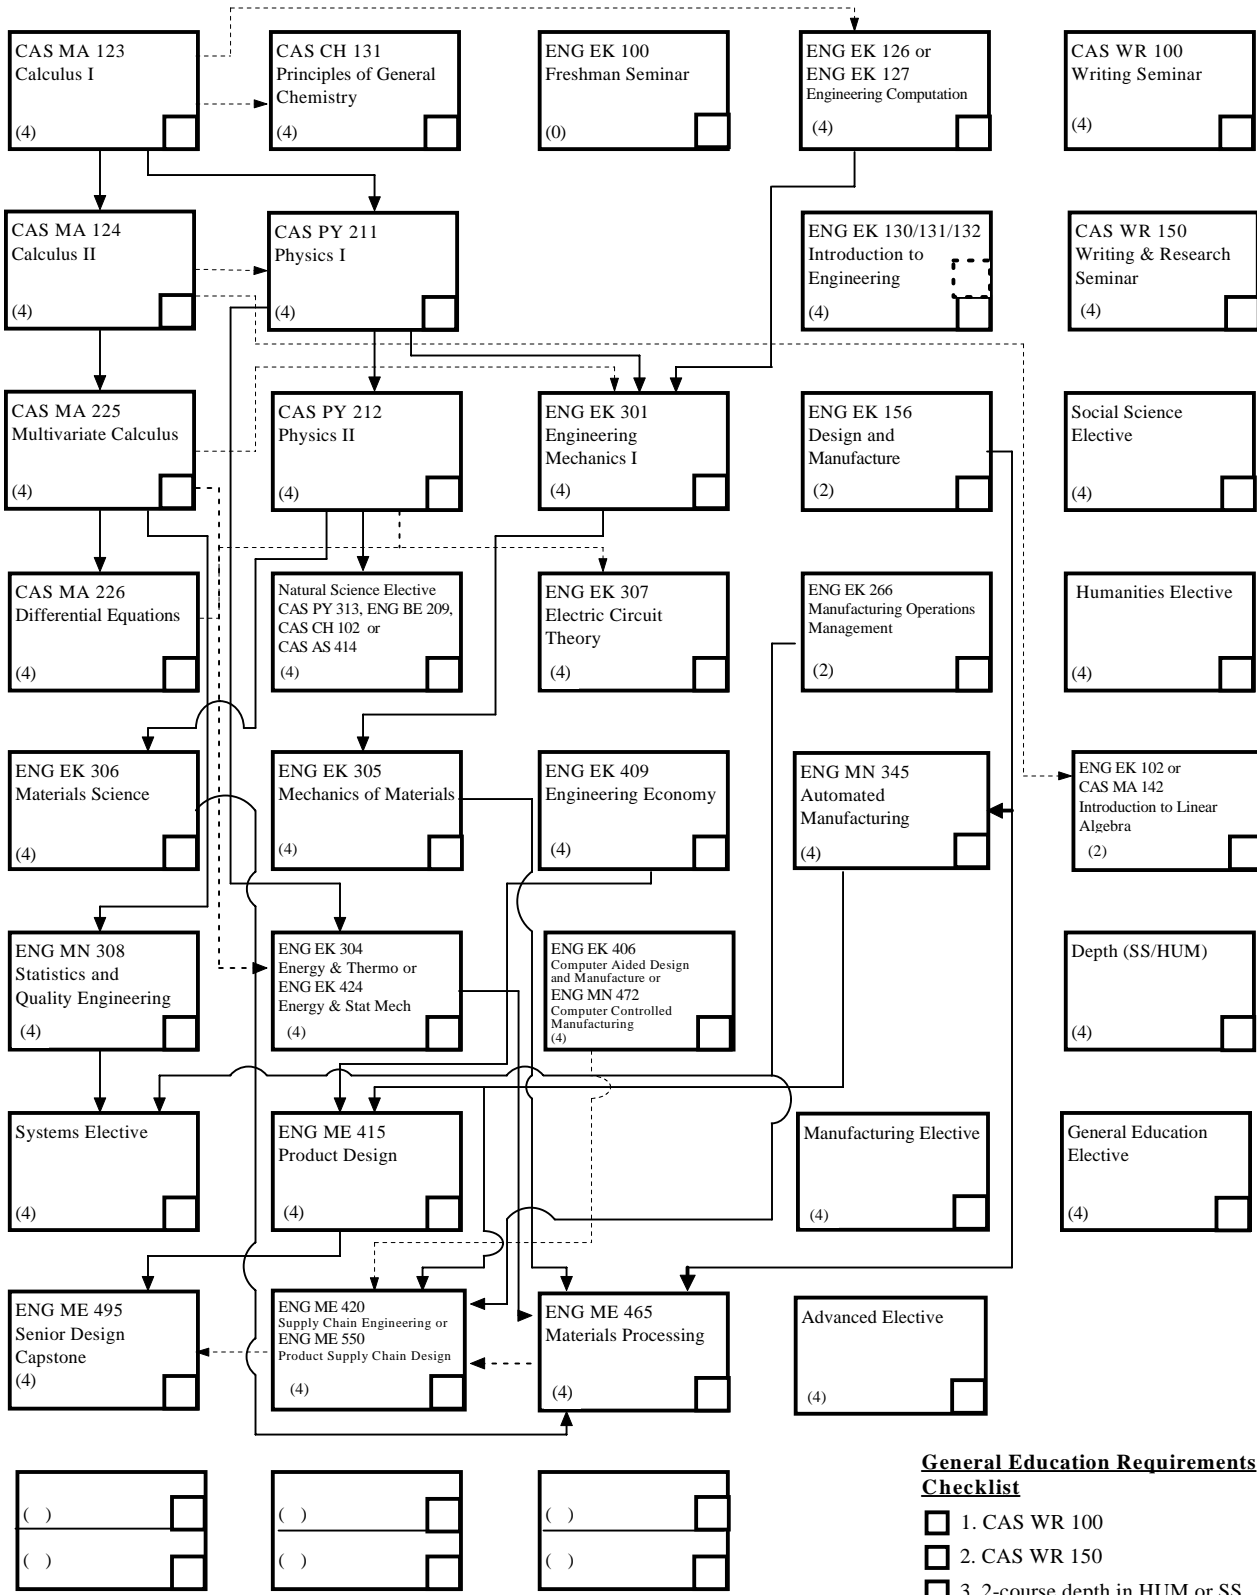 CAS MA 123
Calculus I
(4)
CAS CH 131
Principles of General
Chemistry
(4)
ENG EK 100
Freshman Seminar
(0)
ENG EK 126 or
ENG EK 127
Engineering Computation
(4)
CAS WR 100
Writing Seminar
(4)
CAS MA 124
Calculus II
(4)
CAS PY 211
Physics I
(4)
ENG EK 130/131/132
Introduction to
Engineering
(4)
CAS WR 150
Writing & Research
Seminar
(4)
CAS MA 225
Multivariate Calculus
(4)
CAS PY 212
Physics II
(4)
ENG EK 301
Engineering
Mechanics I
(4)
ENG EK 156
Design and
Manufacture
(2)
Social Science
Elective
(4)
CAS MA 226
Differential Equations
(4)
Natural Science Elective
CAS PY 313, ENG BE 209,
CAS CH 102 or
CAS AS 414
(4)
ENG EK 307
Electric Circuit
Theory
(4)
ENG EK 266
Manufacturing Operations
Management
(2)
Humanities Elective
(4)
ENG EK 306
Materials Science
(4)
ENG EK 305
Mechanics of Materials
(4)
ENG EK 409
Engineering Economy
(4)
ENG MN 345
Automated
Manufacturing
(4)
ENG EK 102 or
CAS MA 142
Introduction to Linear
Algebra
(2)
ENG MN 308
Statistics and
Quality Engineering
(4)
ENG EK 304
Energy & Thermo or
ENG EK 424
Energy & Stat Mech
(4)
ENG EK 406
Computer Aided Design
and Manufacture or
ENG MN 472
Computer Controlled
Manufacturing
(4)
Depth (SS/HUM)
(4)
Systems Elective
(4)
ENG ME 415
Product Design
(4)
Manufacturing Elective
(4)
General Education
Elective
(4)
ENG ME 495
Senior Design
Capstone
(4)
ENG ME 420
Supply Chain Engineering or
ENG ME 550
Product Supply Chain Design
(4)
ENG ME 465
Materials Processing
(4)
Advanced Elective
(4)
( )
( )
( )
( )
( )
( )
General Education Requirements
Checklist
1. CAS WR 100
2. CAS WR 150
3. 2-course depth in HUM or SS